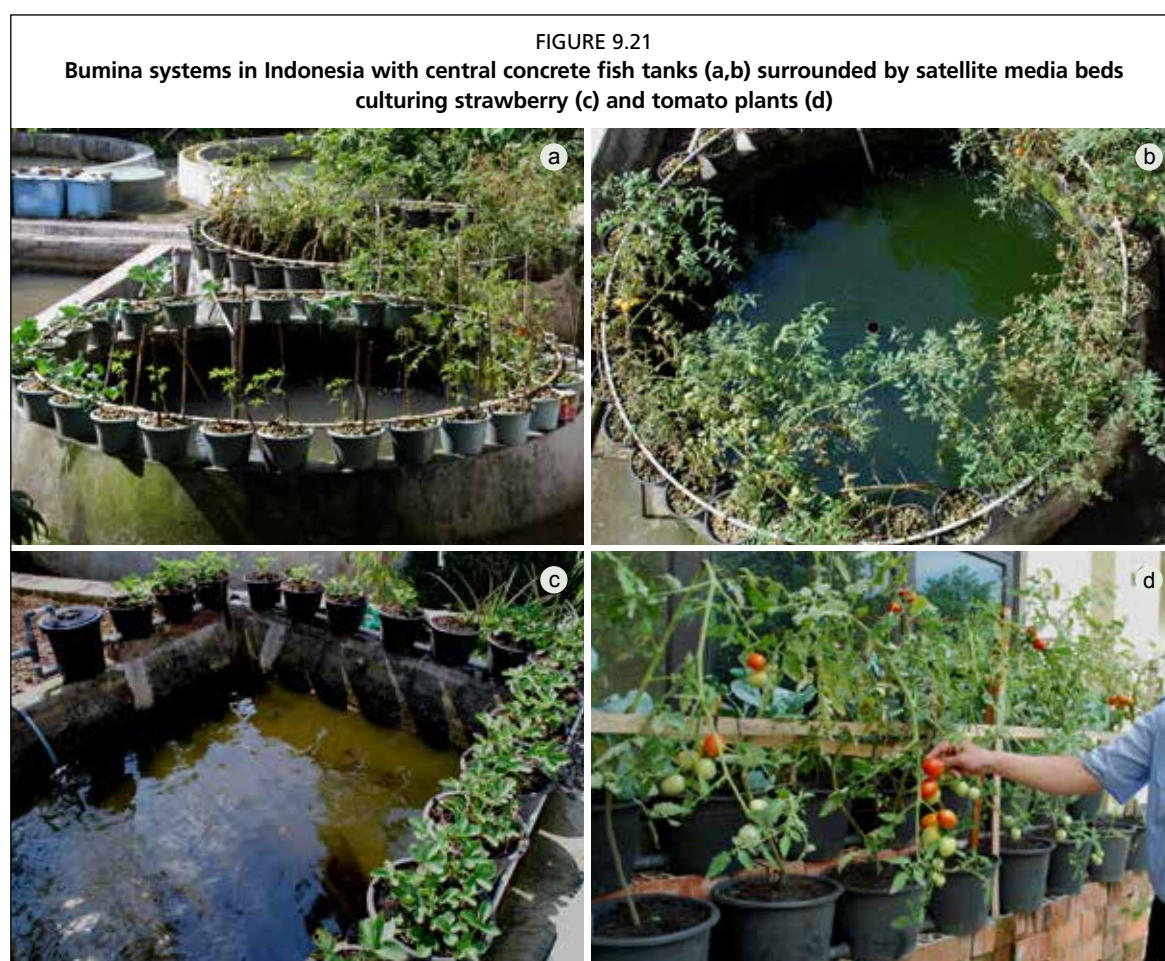 FIGURE 9.21
Bumina systems in Indonesia with central concrete fish tanks (a,b) surrounded by satellite media beds
culturing strawberry (c) and tomato plants (d)
a
b
c
d